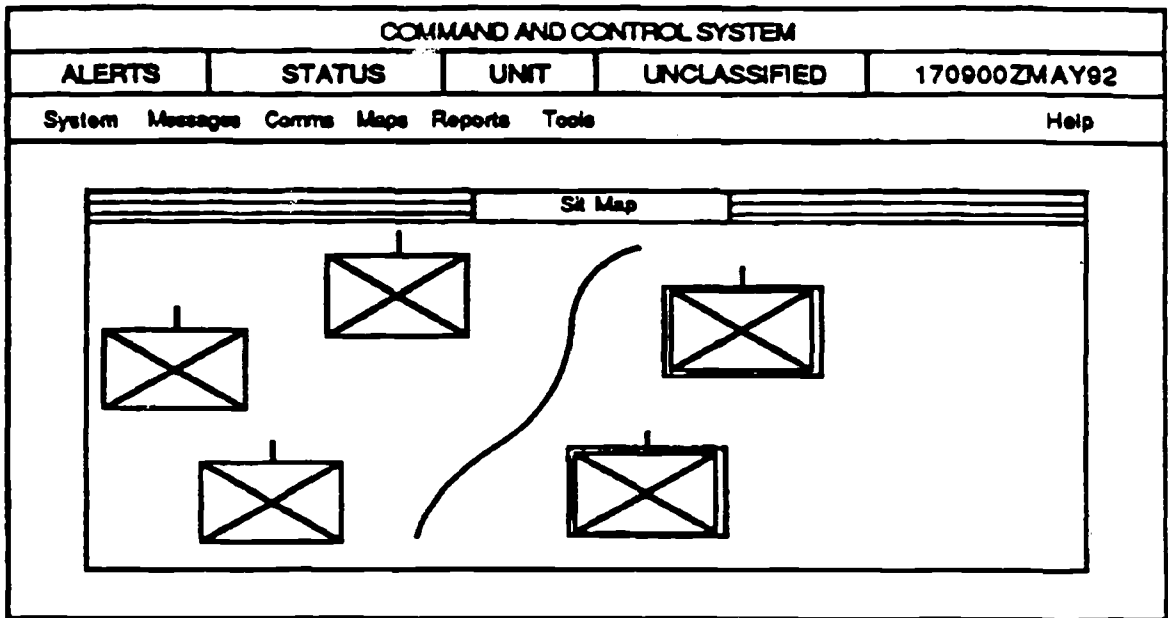 COMMAND AND CONTROL SYSTEM
ALERTS STATUS UNIT UNCLASSIFIED 170900ZMAY92
System Messages Comms Maps Reports Tools Help
Sit Map